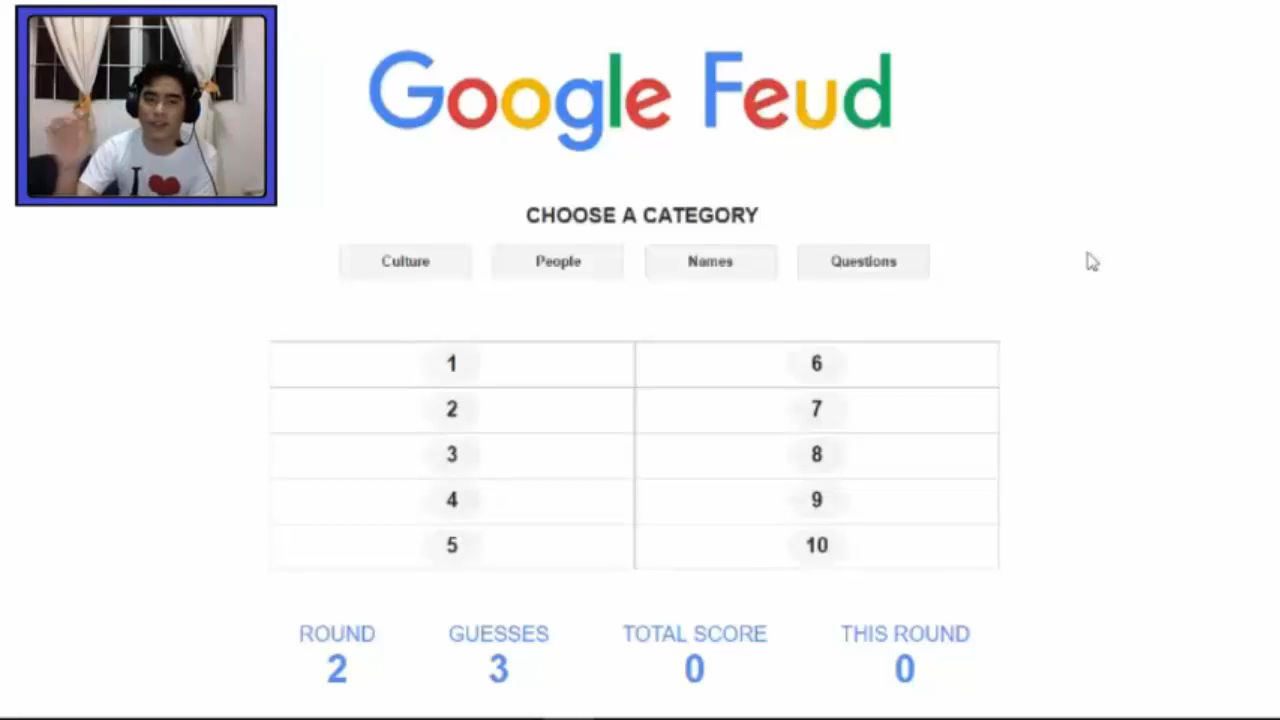 Google Feud
I ❤
CHOOSE A CATEGORY
Culture People Names Questions
1 6
2 7
3 8
4 9
5 10
ROUND GUESSES TOTAL SCORE THIS ROUND
2 3 0 0